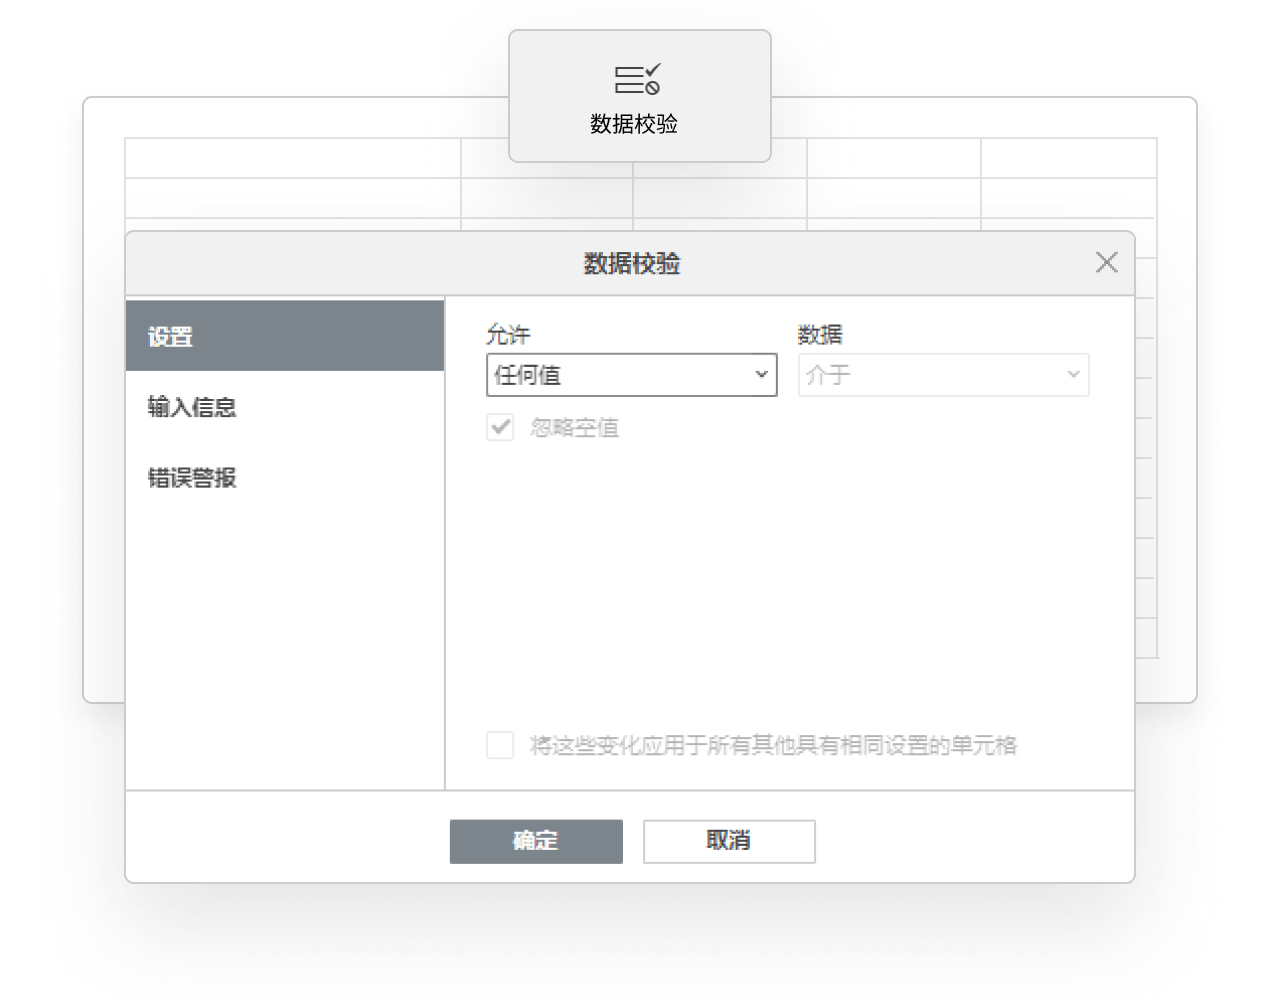 数据校验
数据校验
设置
输入信息
错误警报
允许
数据
任何值
介于
忽略空值
将这些变化应用于所有其他具有相同设置的单元格
确定
取消